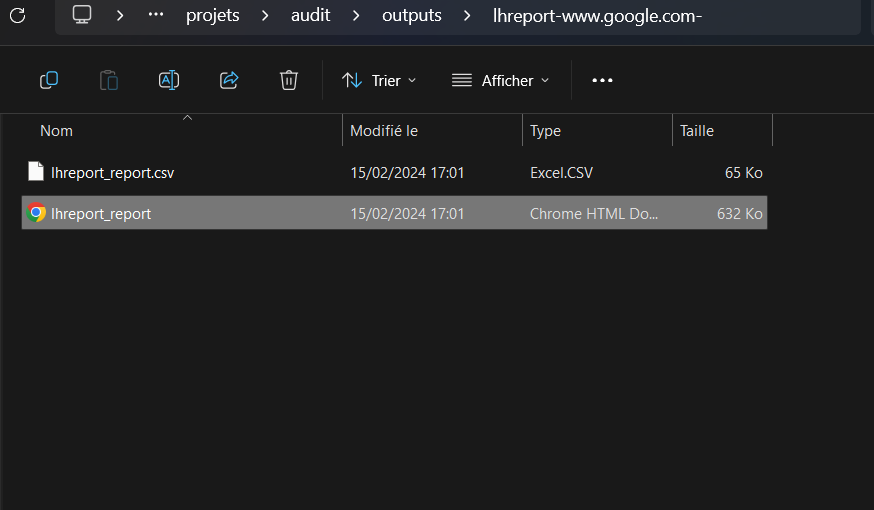 ··· projets audit outputs lhreport-www.google.com-
Trier Afficher
Nom Modifié le Type Taille
lhreport_report.csv 15/02/2024 17:01 Excel.CSV 65 Ko
lhreport_report 15/02/2024 17:01 Chrome HTML Do... 632 Ko